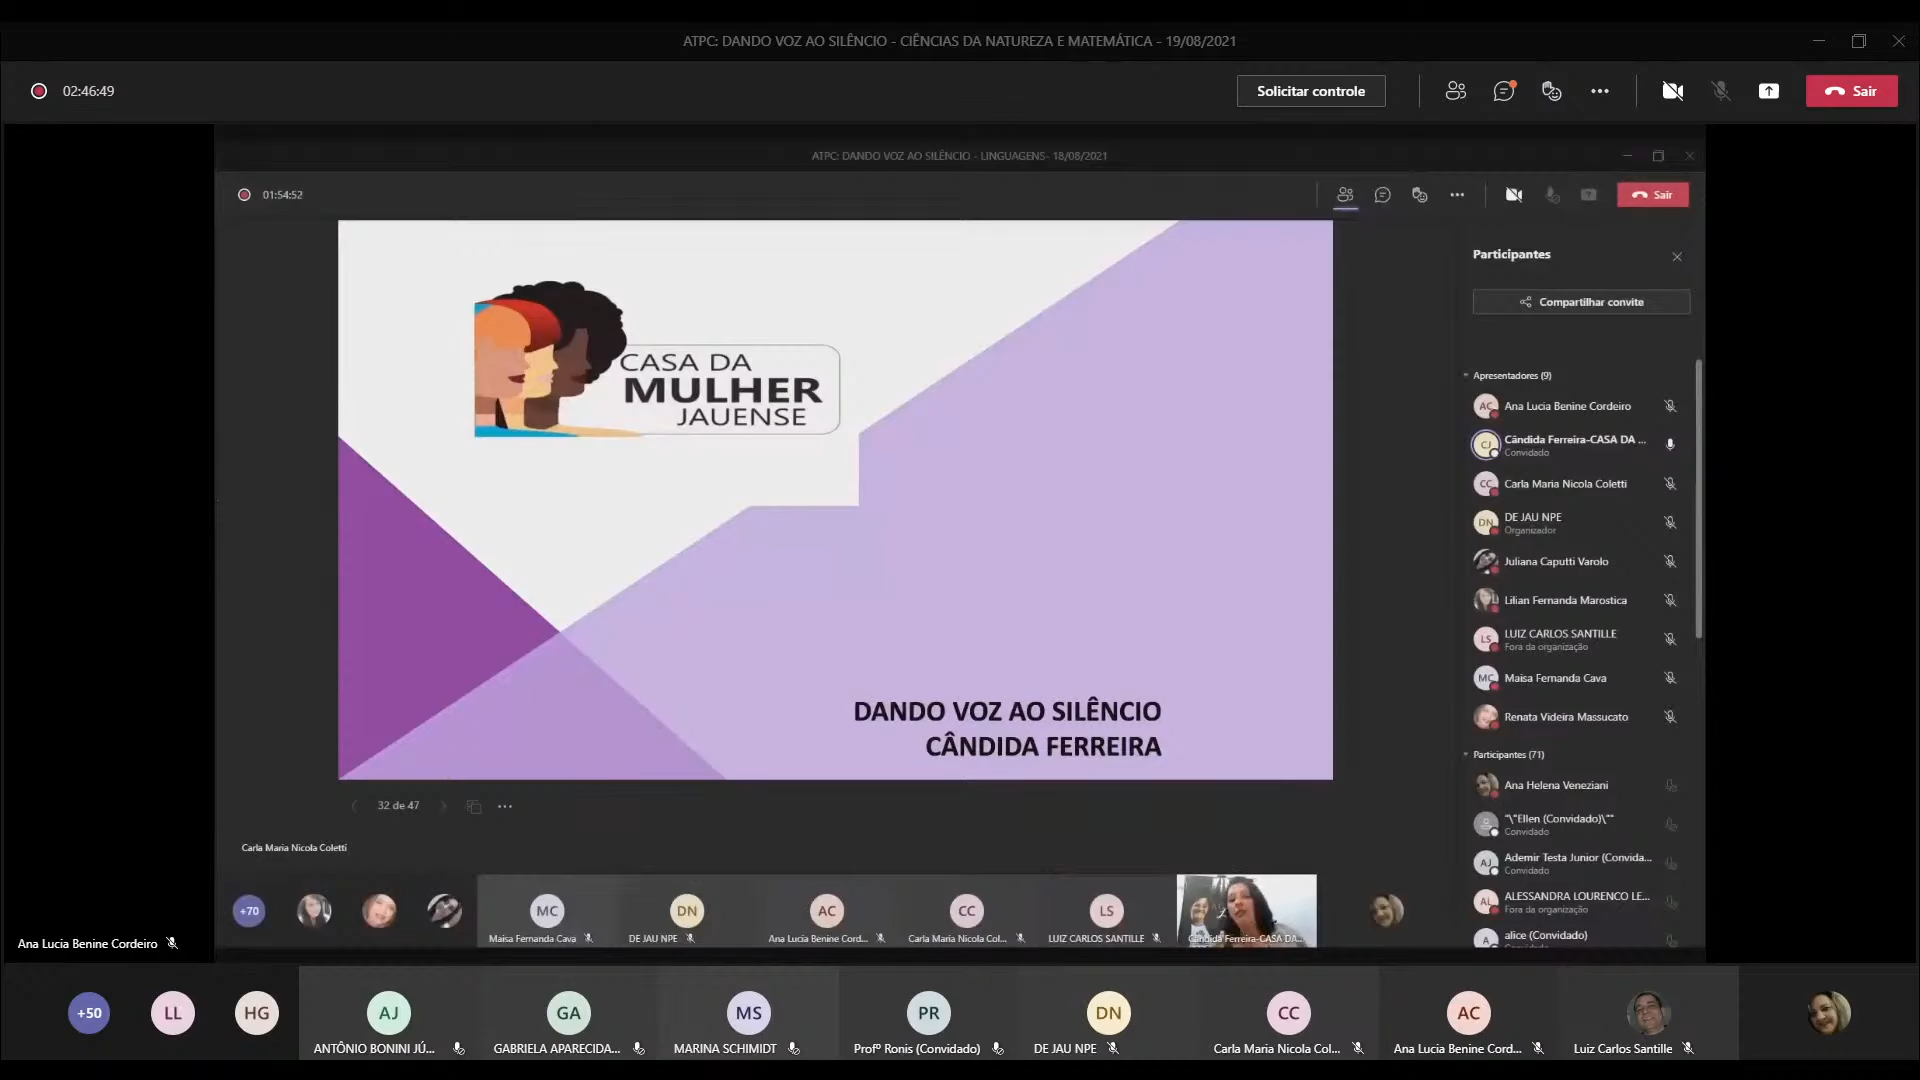 ATPC: DANDO VOZ AO SILÊNCIO - CIÊNCIAS DA NATUREZA E MATEMÁTICA - 19/08/2021
02:46:49
Solicitar controle
Sair
ATPC: DANDO VOZ AO SILÊNCIO - LINGUAGENS- 18/08/2021
01:54:52
Sair
CASA DA
MULHER
JAUENSE
DANDO VOZ AO SILÊNCIO
CÂNDIDA FERREIRA
32 de 47
Carla Maria Nicola Coletti
Participantes
Compartilhar convite
Apresentadores (9)
AC Ana Lucia Benine Cordeiro
CJ Cândida Ferreira-CASA DA ...
Convidado
CC Carla Maria Nicola Coletti
DN DE JAU NPE
Organizador
Juliana Caputti Varolo
Lilian Fernanda Marostica
LS LUIZ CARLOS SANTILLE
Fora da organização
MC Maisa Fernanda Cava
Renata Videira Massucato
Participantes (71)
Ana Helena Veneziani
"\"Ellen (Convidado)\""
Convidado
AJ Ademir Testa Junior (Convida...
Convidado
AL ALESSANDRA LOURENCO LE...
Fora da organização
A alice (Convidado)
+70
MC
DN
AC
CC
LS
Maisa Fernanda Cava
DE JAU NPE
Ana Lucia Benine Cord...
Carla Maria Nicola Col...
LUIZ CARLOS SANTILLE
Cândida Ferreira-CASA DA...
Ana Lucia Benine Cordeiro
+50
LL
HG
AJ
GA
MS
PR
DN
CC
AC
ANTÔNIO BONINI JÚ...
GABRIELA APARECIDA...
MARINA SCHIMIDT
Profº Ronis (Convidado)
DE JAU NPE
Carla Maria Nicola Col...
Ana Lucia Benine Cord...
Luiz Carlos Santille